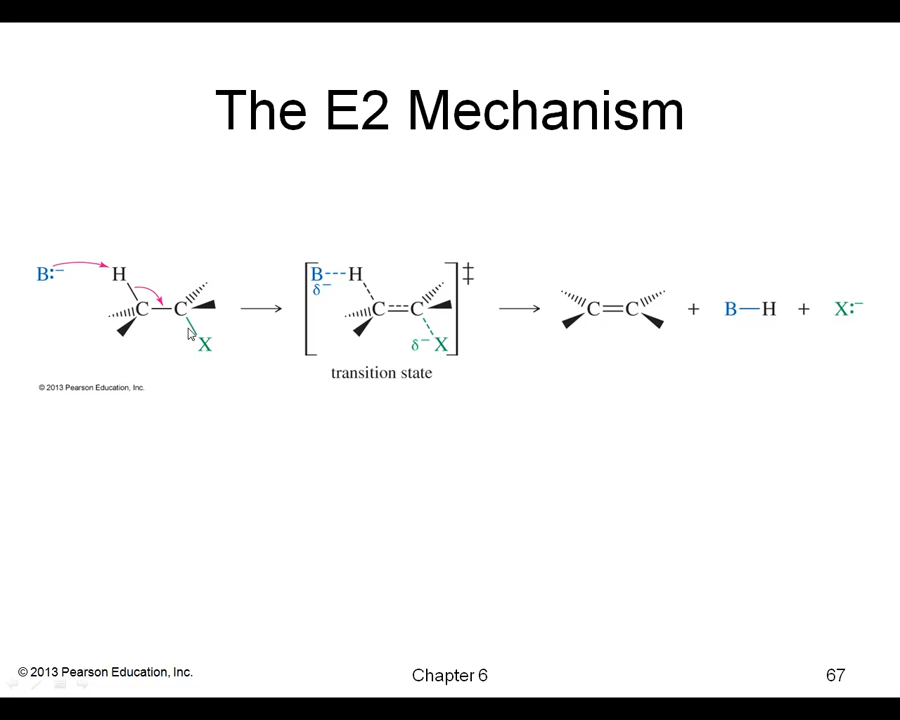 The E2 Mechanism
B:⁻ H C—C X
[B---H δ⁻ C==C δ⁻ X]‡
C=C + B—H + X:⁻
transition state
© 2013 Pearson Education, Inc.
© 2013 Pearson Education, Inc. Chapter 6 67